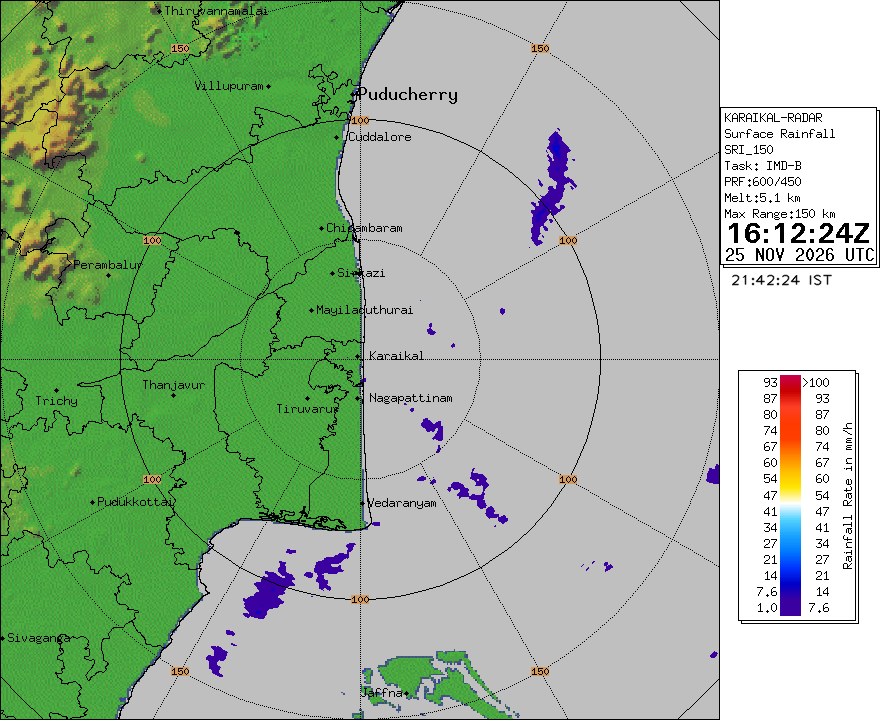 Thiruvannamalai
150
150
Villupuram
Puducherry
100
Cuddalore
KARAIKAL-RADAR
Surface Rainfall
SRI_150
Task: IMD-B
PRF:600/450
Melt:5.1 km
Max Range:150 km
16:12:24Z
25 NOV 2026 UTC
21:42:24 IST
Chidambaram
100
100
Perambalur
Sirkazi
Mayiladuthurai
Karaikal
Thanjavur
Trichy
Nagapattinam
Tiruvarur
93 >100
87 93
80 87
74 80
67 74
60 67
54 60
47 54
41 47
34 41
27 34
21 27
14 21
7.6 14
1.0 7.6
Rainfall Rate in mm/h
100
100
Pudukkottai
Vedaranyam
100
Sivaganga
150
150
Jaffna